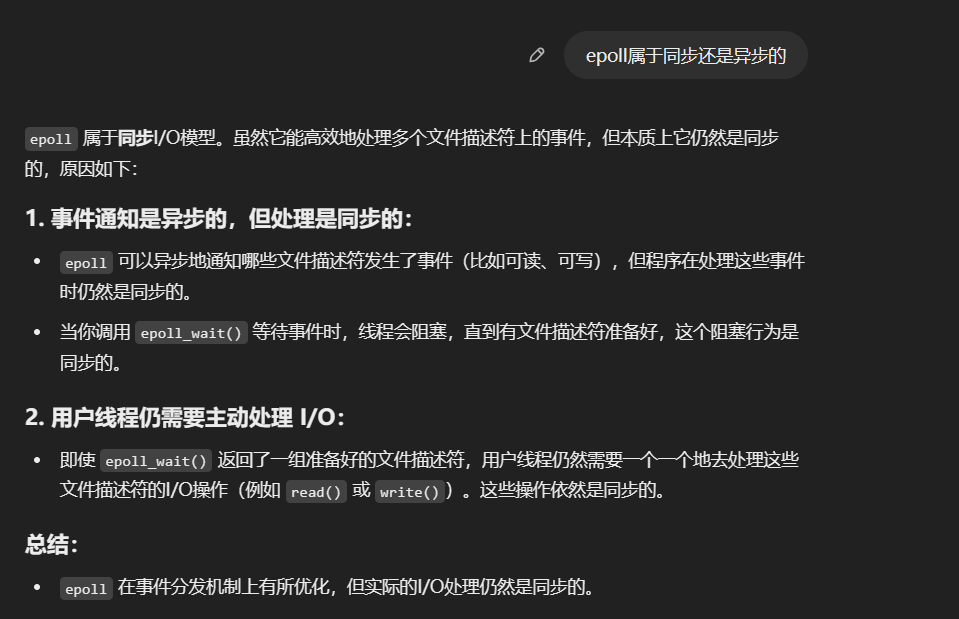 epoll属于同步还是异步的
epoll 属于同步I/O模型。虽然它能高效地处理多个文件描述符上的事件，但本质上它仍然是同步
的，原因如下：
1. 事件通知是异步的，但处理是同步的：
• epoll 可以异步地通知哪些文件描述符发生了事件（比如可读、可写），但程序在处理这些事件
时仍然是同步的。
• 当你调用 epoll_wait() 等待事件时，线程会阻塞，直到有文件描述符准备好，这个阻塞行为是
同步的。
2. 用户线程仍需要主动处理 I/O：
• 即使 epoll_wait() 返回了一组准备好的文件描述符，用户线程仍然需要一个一个地去处理这些
文件描述符的I/O操作（例如 read() 或 write()）。这些操作依然是同步的。
总结：
• epoll 在事件分发机制上有所优化，但实际的I/O处理仍然是同步的。